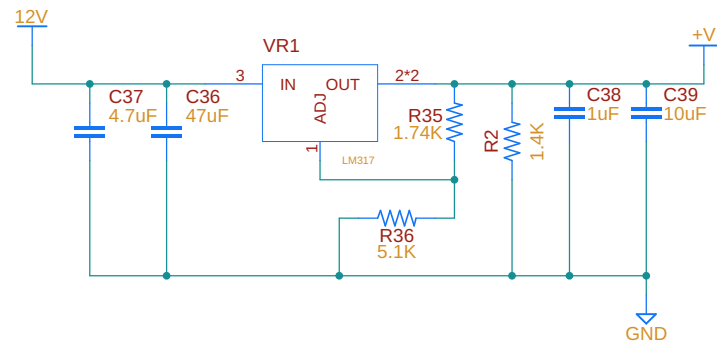 12V
+V
VR1
3
2*2
IN
OUT
ADJ
1
LM317
C37
4.7uF
C36
47uF
R35
1.74K
R2
1.4K
C38
1uF
C39
10uF
R36
5.1K
GND